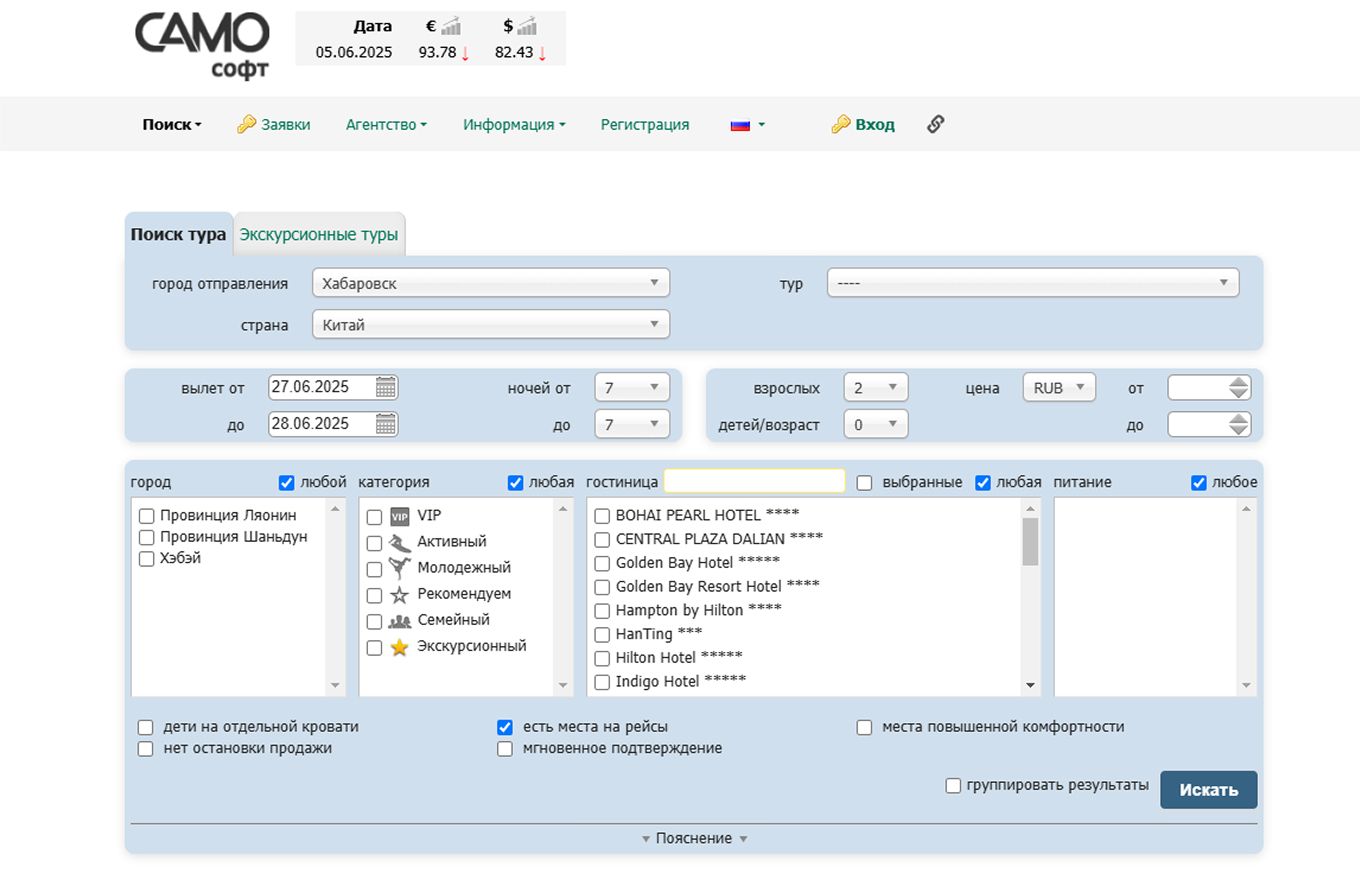 САМО
софт
Дата € $
05.06.2025 93.78 ↓ 82.43 ↓
Поиск Заявки Агентство Информация Регистрация Вход
Поиск тура Экскурсионные туры
город отправления Хабаровск тур ----
страна Китай
вылет от 27.06.2025 ночей от 7 взрослых 2 цена RUB от
до 28.06.2025 до 7 детей/возраст 0 до
город любой категория любая гостиница выбранные любая питание любое
Провинция Ляонин
Провинция Шаньдун
Хэбэй
VIP VIP
Активный
Молодежный
Рекомендуем
Семейный
Экскурсионный
BOHAI PEARL HOTEL ****
CENTRAL PLAZA DALIAN ****
Golden Bay Hotel *****
Golden Bay Resort Hotel ****
Hampton by Hilton ****
HanTing ***
Hilton Hotel *****
Indigo Hotel *****
дети на отдельной кровати есть места на рейсы места повышенной комфортности
нет остановки продажи мгновенное подтверждение
группировать результаты Искать
Пояснение